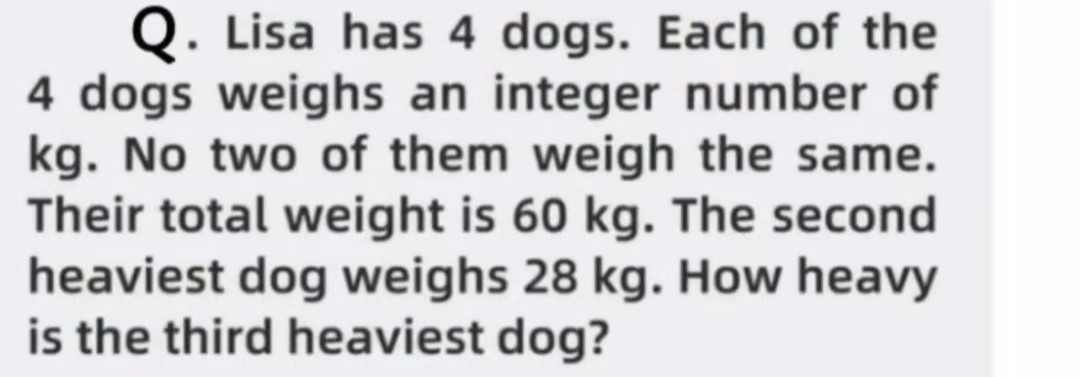 Q. Lisa has 4 dogs. Each of the
4 dogs weighs an integer number of
kg. No two of them weigh the same.
Their total weight is 60 kg. The second
heaviest dog weighs 28 kg. How heavy
is the third heaviest dog?